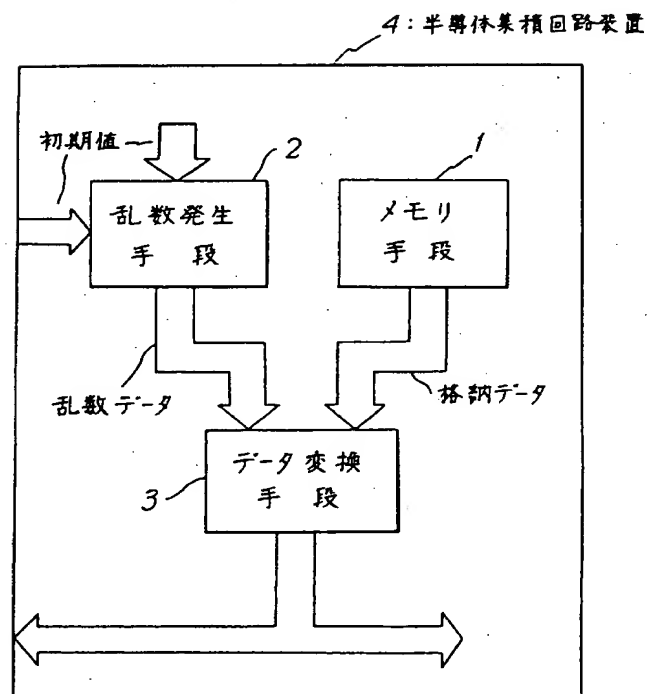 4:半導体集積回路装置
初期値
2
1
乱数発生
手段
メモリ
手段
乱数データ
格納データ
データ変換
手段
3